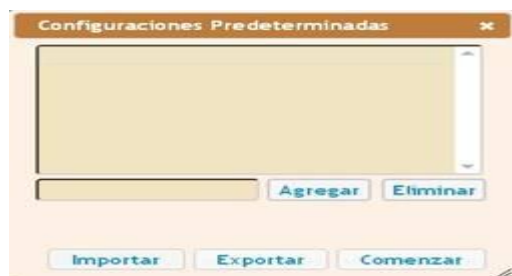 Configuraciones Predeterminadas ×
Agregar Eliminar
Importar Exportar Comenzar